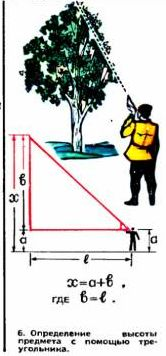 x
в
a
a
ℓ
x=a+в,
где в=ℓ.
6. Определение высоты
предмета с помощью тре-
угольника.